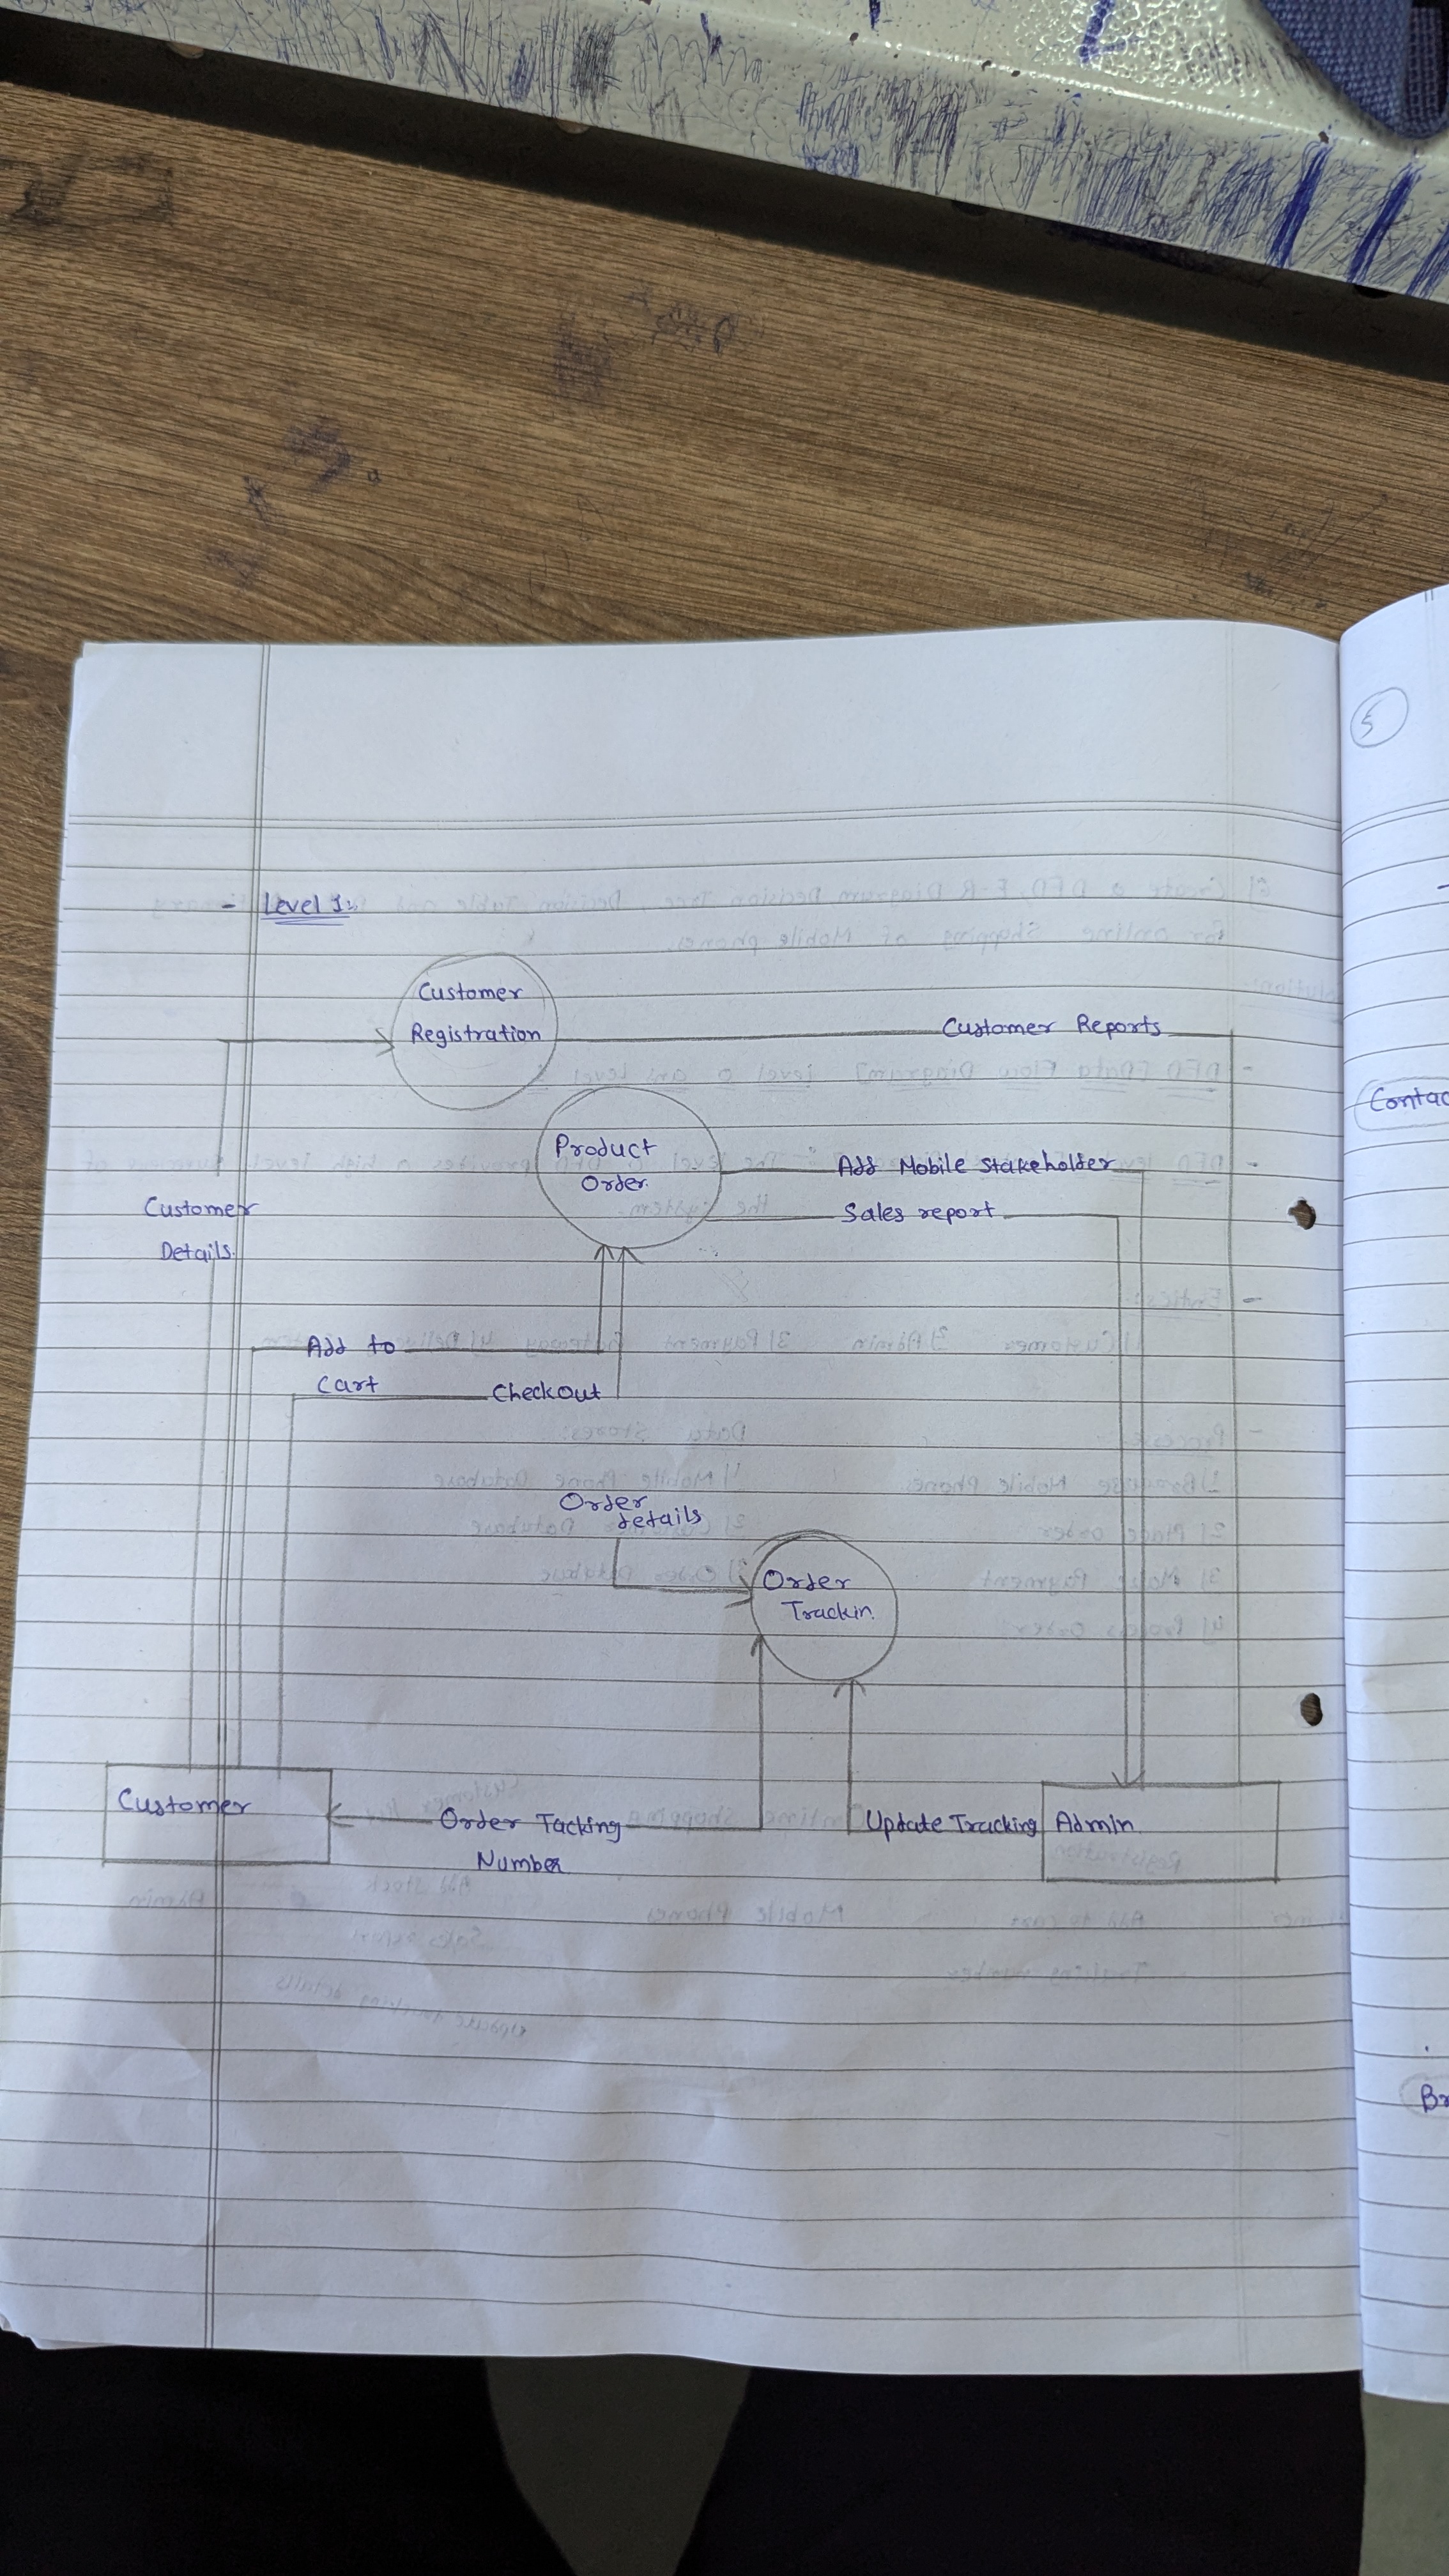 - Level 1:
Customer
Registration
Customer Reports
Product
Order
Add Mobile stakeholder
Sales report
Customer
Details
Add to
Cart
Checkout
Order
details
Order
Trackin
Customer
Order Tacking
Number
Update Tracking
Admin
5
Contac
Br